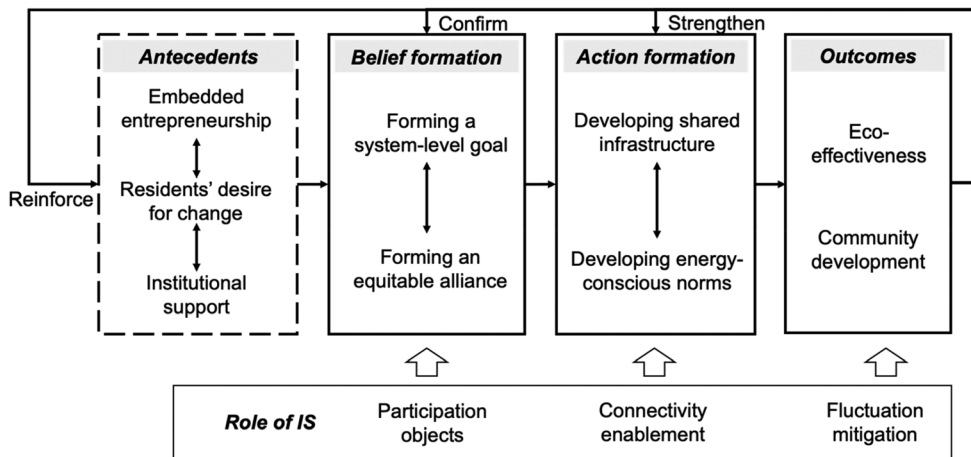 Confirm
Strengthen
Antecedents
Belief formation
Action formation
Outcomes
Embedded
entrepreneurship
Residents’ desire
for change
Institutional
support
Reinforce
Forming a
system-level goal
Forming an
equitable alliance
Developing shared
infrastructure
Developing energy-
conscious norms
Eco-
effectiveness
Community
development
Role of IS
Participation
objects
Connectivity
enablement
Fluctuation
mitigation